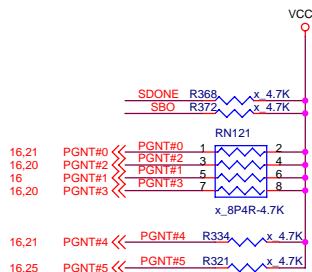 VCC
SDONE R368 x_4.7K
SBO R372 x_4.7K
RN121
16,21 PGNT#0 PGNT#0 1 2
16,20 PGNT#2 PGNT#2 3 4
16 PGNT#1 PGNT#1 5 6
16,20 PGNT#3 PGNT#3 7 8
x_8P4R-4.7K
16,21 PGNT#4 PGNT#4 R334 x_4.7K
16,25 PGNT#5 PGNT#5 R321 x_4.7K